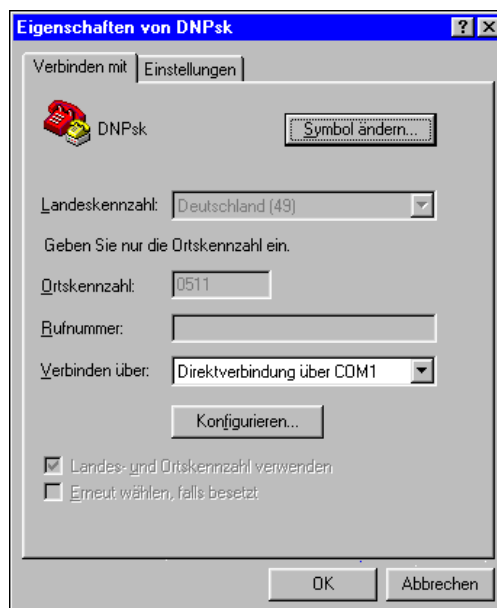 Eigenschaften von DNPsk
Verbinden mit Einstellungen
DNPsk Symbol ändern...
Landeskennzahl: Deutschland (49)
Geben Sie nur die Ortskennzahl ein.
Ortskennzahl: 0511
Rufnummer:
Verbinden über: Direktverbindung über COM1
Konfigurieren...
Landes- und Ortskennzahl verwenden
Erneut wählen, falls besetzt
OK Abbrechen